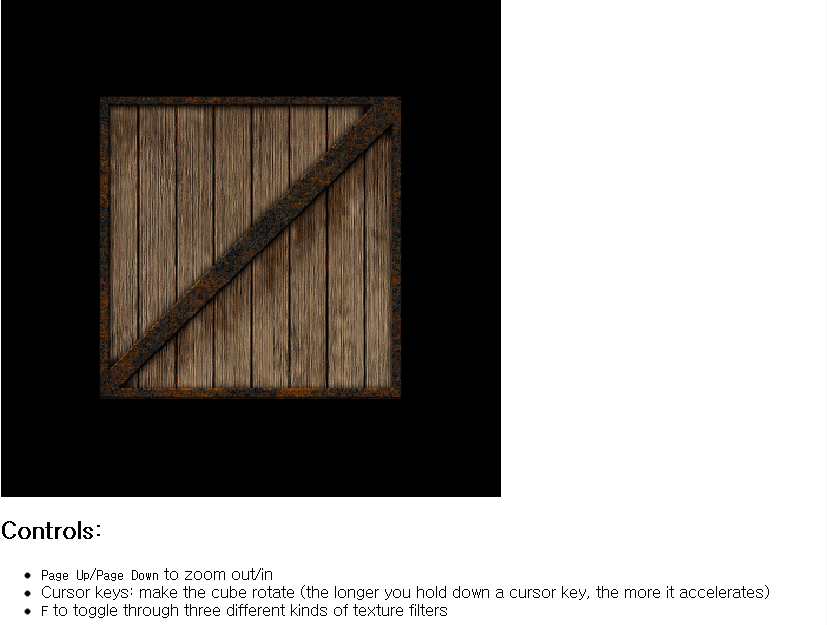 Controls:
Page Up/Page Down to zoom out/in
Cursor keys: make the cube rotate (the longer you hold down a cursor key, the more it accelerates)
F to toggle through three different kinds of texture filters